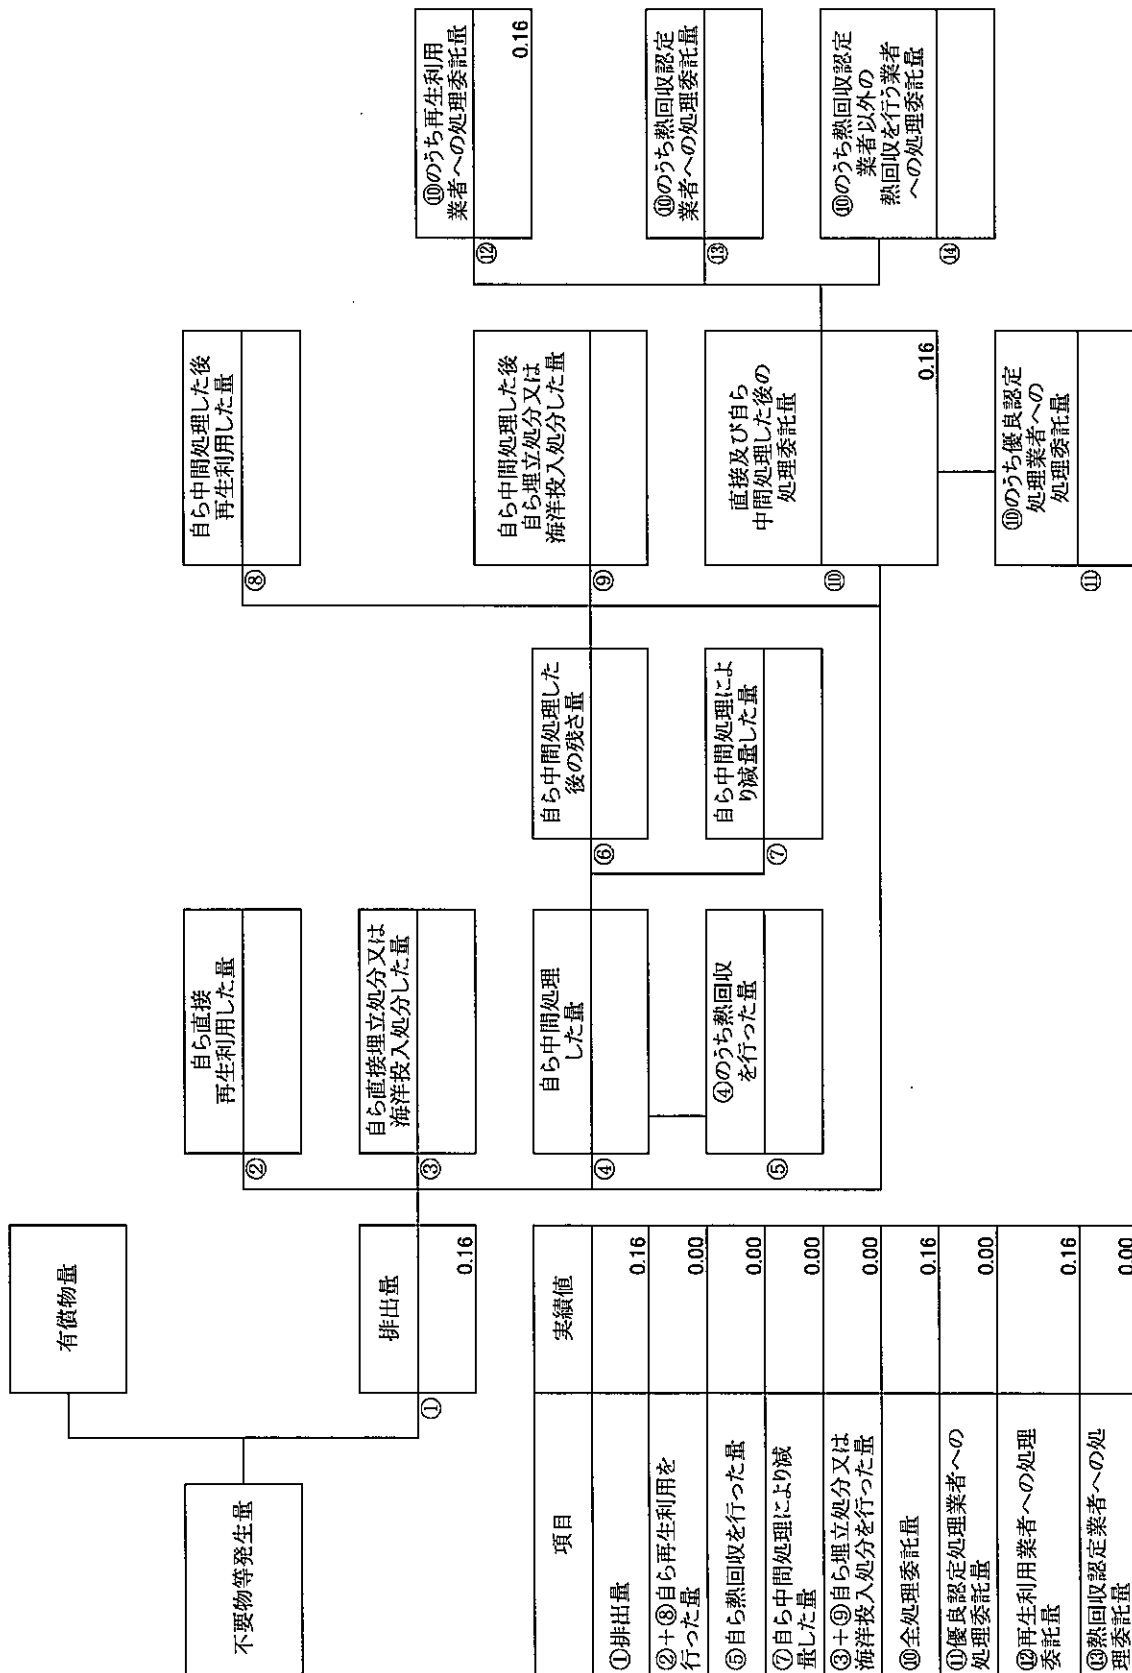 不要物等発生量
有償物量
排出量
①
0.16
自ら直接
再生利用した量
②
自ら直接埋立処分又は
海洋投入処分した量
③
自ら中間処理
した量
④
④のうち熱回収
を行った量
⑤
自ら中間処理した
後の残さ量
⑥
自ら中間処理によ
り減量した量
⑦
自ら中間処理した後
再生利用した量
⑧
自ら中間処理した後
自ら埋立処分又は
海洋投入処分した量
⑨
直接及び自ら
中間処理した後の
処理委託量
⑩
0.16
⑩のうち優良認定
処理業者への
処理委託量
⑪
⑩のうち再生利用
業者への処理委託量
⑫
0.16
⑩のうち熱回収認定
業者への処理委託量
⑬
⑩のうち熱回収認定
業者以外の
熱回収を行う業者
への処理委託量
⑭
項目
実績値
①排出量
0.16
②+⑧自ら再生利用を
行った量
0.00
⑤自ら熱回収を行った量
0.00
⑦自ら中間処理により減
量した量
0.00
③+⑨自ら埋立処分又は
海洋投入処分を行った量
0.00
⑩全処理委託量
0.16
⑪優良認定処理業者への
処理委託量
0.00
⑫再生利用業者への処理
委託量
0.16
⑬熱回収認定業者への処
理委託量
0.00